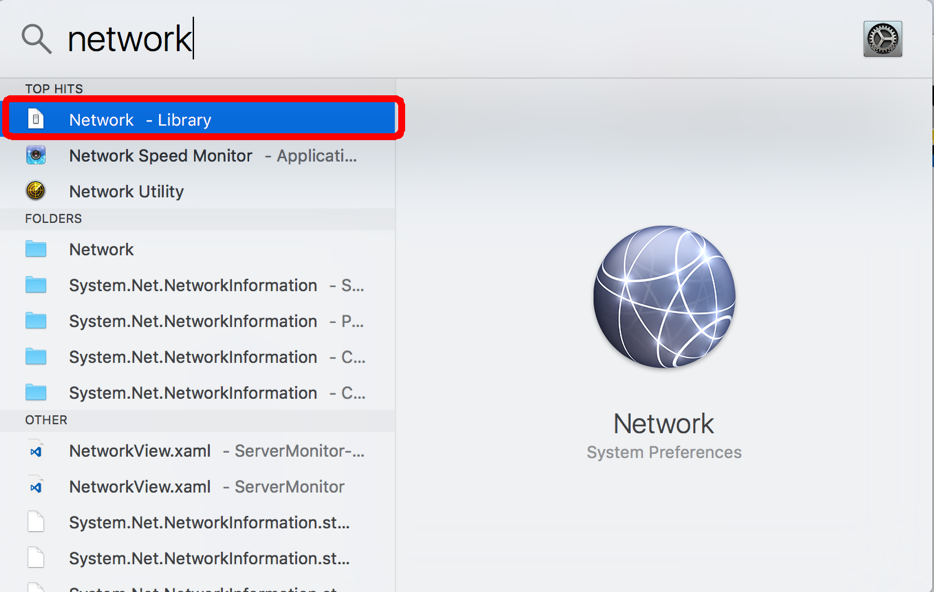 network
TOP HITS
Network - Library
Network Speed Monitor - Applicati...
Network Utility
FOLDERS
Network
System.Net.NetworkInformation - S...
System.Net.NetworkInformation - P...
System.Net.NetworkInformation - C...
System.Net.NetworkInformation - C...
OTHER
NetworkView.xaml - ServerMonitor-...
NetworkView.xaml - ServerMonitor
System.Net.NetworkInformation.st...
System.Net.NetworkInformation.st...
Network
System Preferences